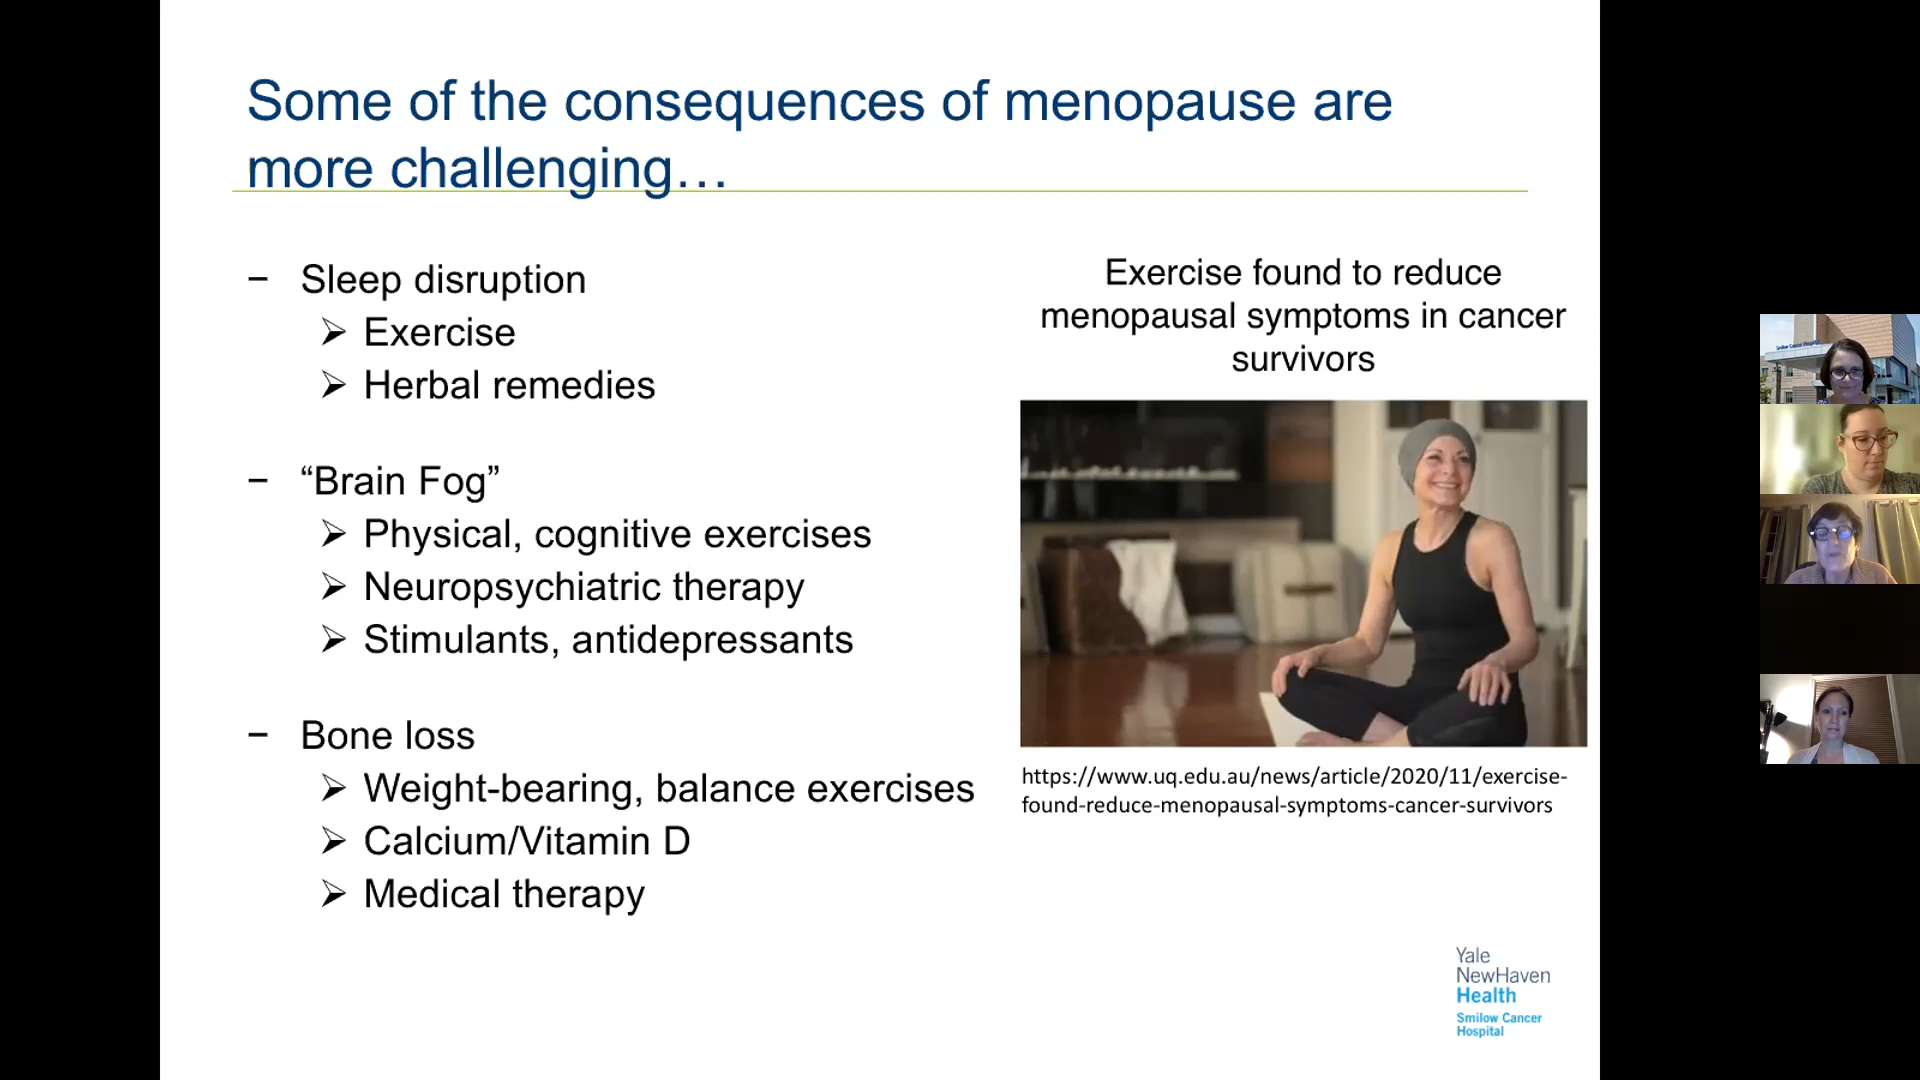 Some of the consequences of menopause are
more challenging…
– Sleep disruption
➢ Exercise
➢ Herbal remedies
– “Brain Fog”
➢ Physical, cognitive exercises
➢ Neuropsychiatric therapy
➢ Stimulants, antidepressants
– Bone loss
➢ Weight-bearing, balance exercises
➢ Calcium/Vitamin D
➢ Medical therapy
Exercise found to reduce
menopausal symptoms in cancer
survivors
https://www.uq.edu.au/news/article/2020/11/exercise-
found-reduce-menopausal-symptoms-cancer-survivors
Yale
NewHaven
Health
Smilow Cancer
Hospital
Smilow Cancer Hospital